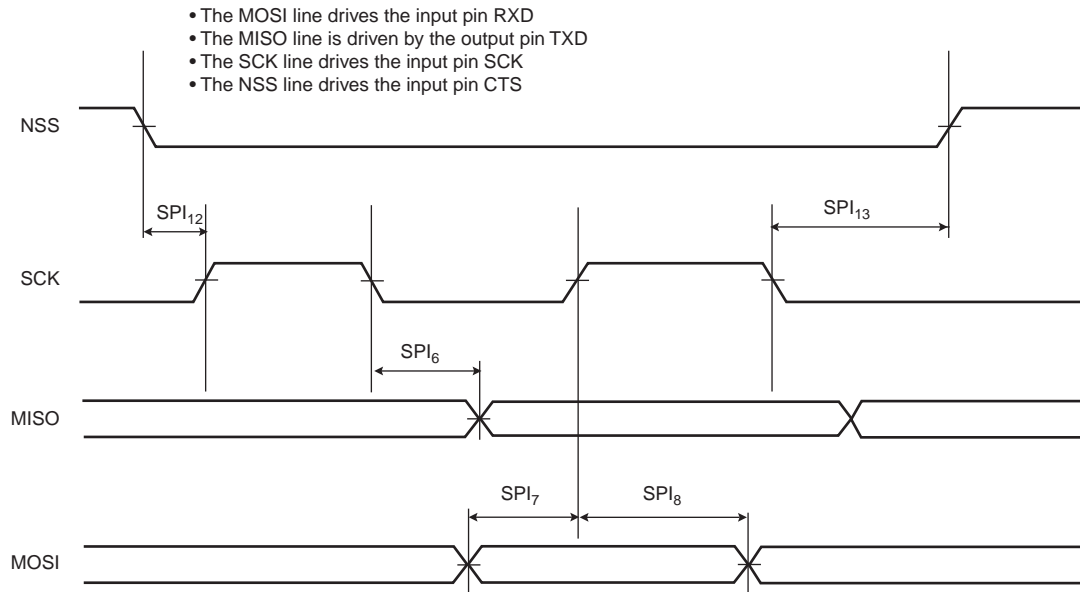 • The MOSI line drives the input pin RXD
• The MISO line is driven by the output pin TXD
• The SCK line drives the input pin SCK
• The NSS line drives the input pin CTS
NSS
SPI12
SPI13
SCK
SPI6
MISO
SPI7
SPI8
MOSI